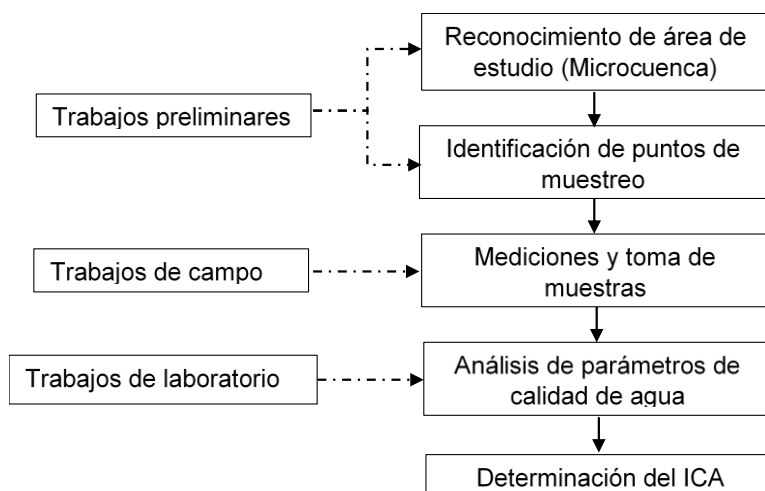 Reconocimiento de área de
estudio (Microcuenca)
Trabajos preliminares
Identificación de puntos de
muestreo
Trabajos de campo
Mediciones y toma de
muestras
Trabajos de laboratorio
Análisis de parámetros de
calidad de agua
Determinación del ICA